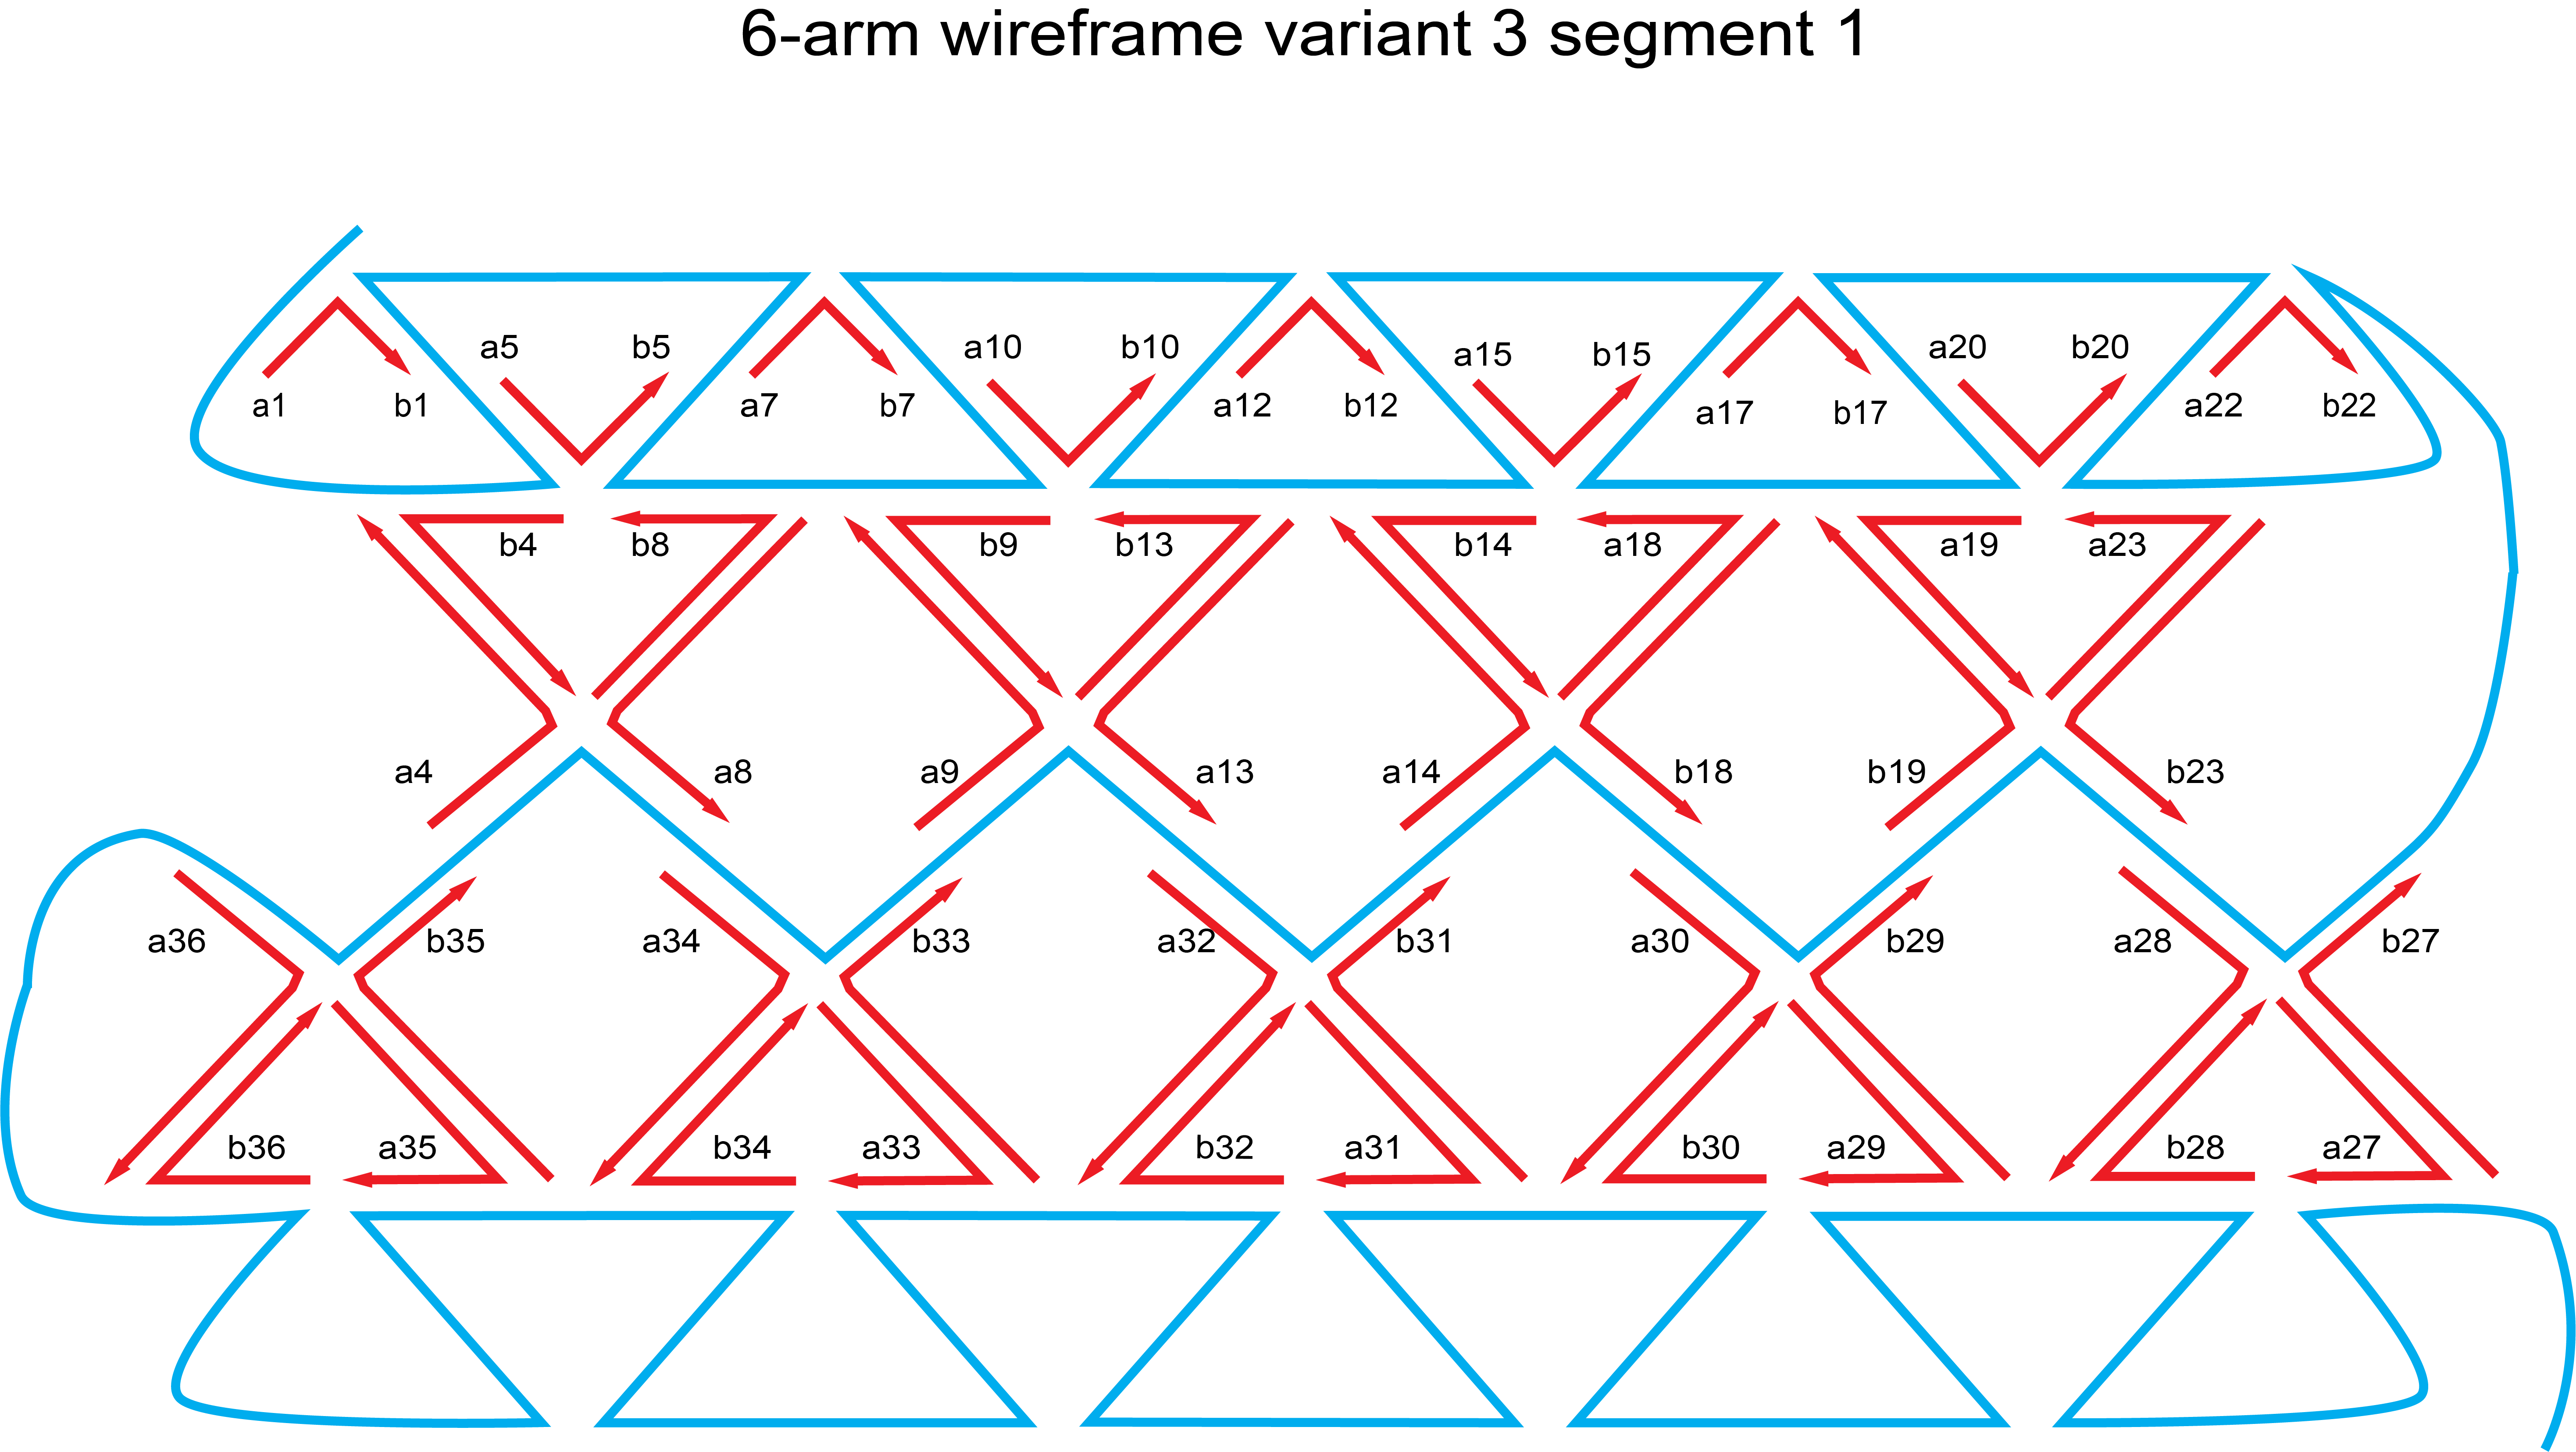 6-arm wireframe variant 3 segment 1
a5 b5 a10 b10 a15 b15 a20 b20
a1 b1 a7 b7 a12 b12 a17 b17 a22 b22
b4 b8 b9 b13 b14 a18 a19 a23
a4 a8 a9 a13 a14 b18 b19 b23
a36 b35 a34 b33 a32 b31 a30 b29 a28 b27
b36 a35 b34 a33 b32 a31 b30 a29 b28 a27